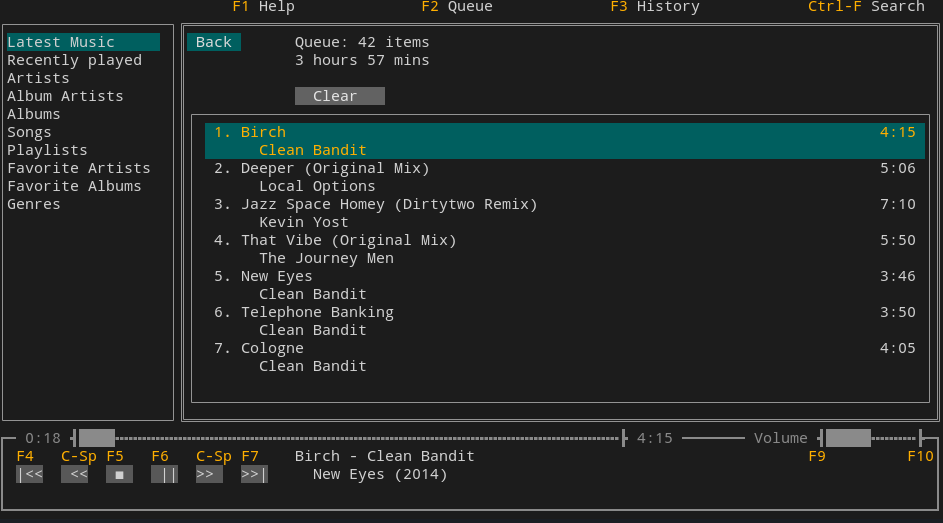 F1 Help F2 Queue F3 History Ctrl-F Search
Latest Music
Recently played
Artists
Album Artists
Albums
Songs
Playlists
Favorite Artists
Favorite Albums
Genres
Back Queue: 42 items
3 hours 57 mins
Clear
1. Birch 4:15
Clean Bandit
2. Deeper (Original Mix) 5:06
Local Options
3. Jazz Space Homey (Dirtytwo Remix) 7:10
Kevin Yost
4. That Vibe (Original Mix) 5:50
The Journey Men
5. New Eyes 3:46
Clean Bandit
6. Telephone Banking 3:50
Clean Bandit
7. Cologne 4:05
Clean Bandit
0:18 4:15 Volume
F4 C-Sp F5 F6 C-Sp F7 Birch - Clean Bandit F9 F10
|<< << ■ || >> >>| New Eyes (2014)